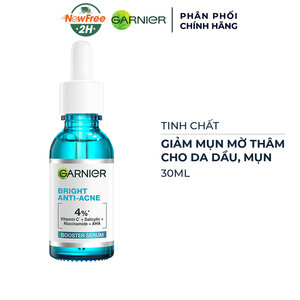 NowFree
2H
GARNIER
PHÂN PHỐI
CHÍNH HÃNG
TINH CHẤT
GIẢM MỤN MỜ THÂM
CHO DA DẦU, MỤN
30ML
GARNIER
BRIGHT
ANTI-ACNE
4%*
Vitamin C* + Salicylic +
Niacinamide + AHA
BOOSTER SERUM